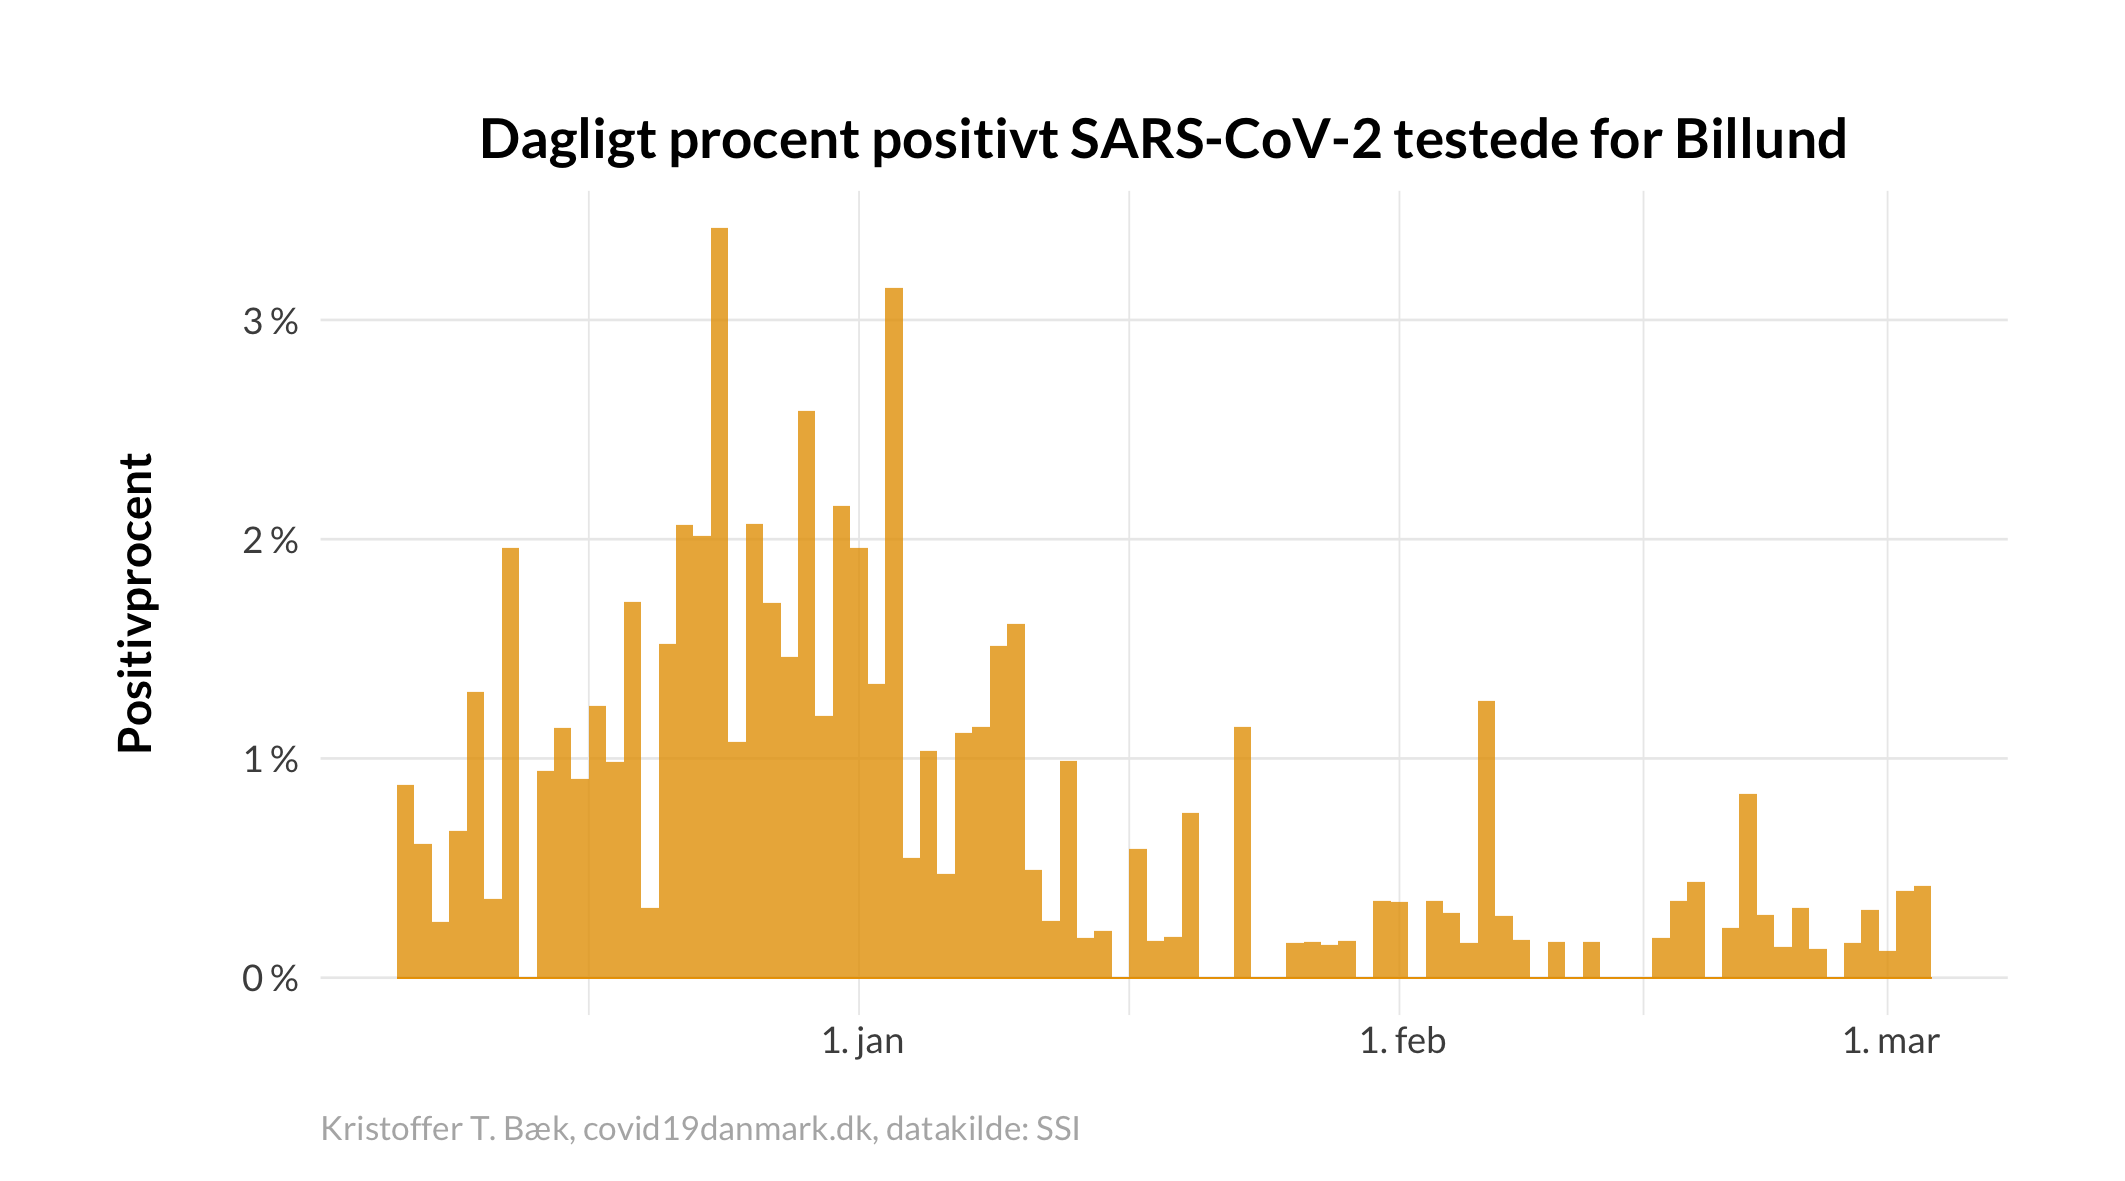 Dagligt procent positivt SARS-CoV-2 testede for Billund
Positivprocent
3 %
2 %
1 %
0 %
1. jan
1. feb
1. mar
Kristoffer T. Bæk, covid19danmark.dk, datakilde: SSI